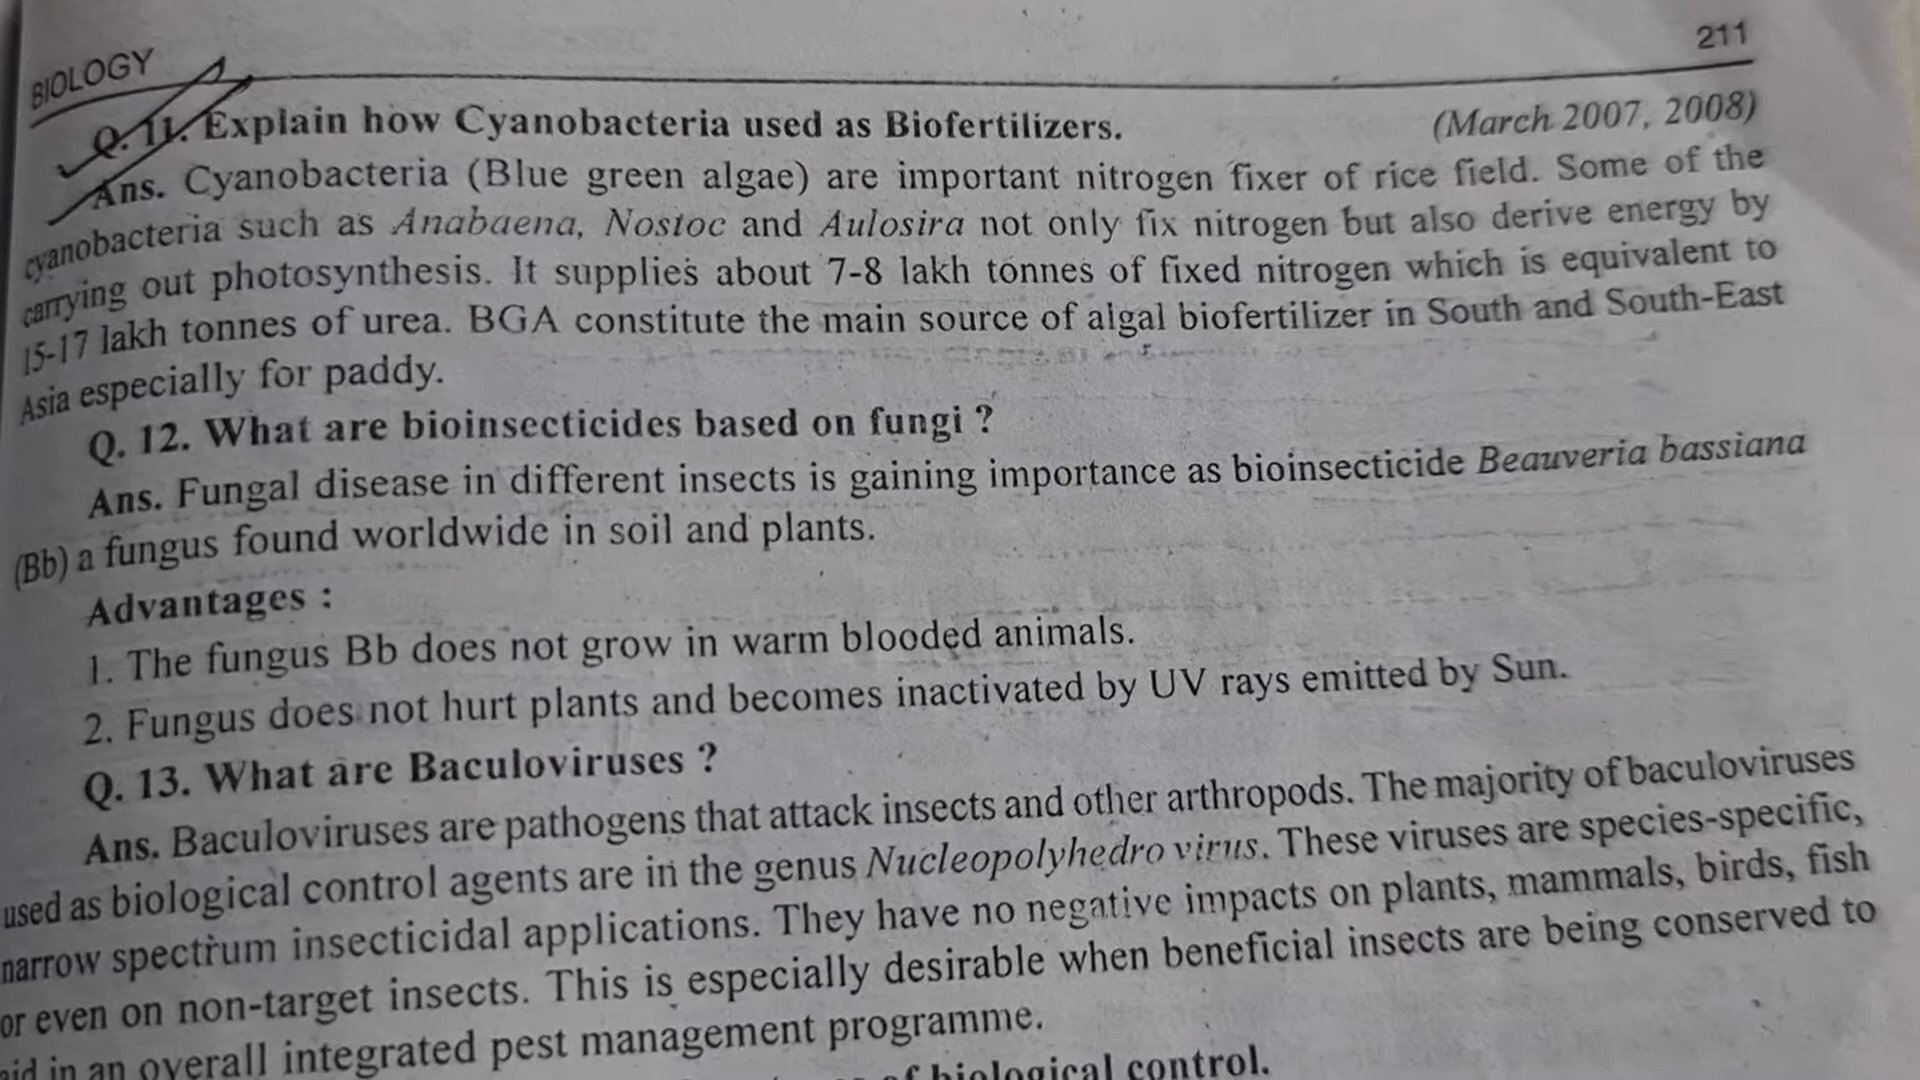 BIOLOGY
211
Q. 11. Explain how Cyanobacteria used as Biofertilizers. (March 2007, 2008)
Ans. Cyanobacteria (Blue green algae) are important nitrogen fixer of rice field. Some of the
cyanobacteria such as Anabaena, Nostoc and Aulosira not only fix nitrogen but also derive energy by
carrying out photosynthesis. It supplies about 7-8 lakh tonnes of fixed nitrogen which is equivalent to
15-17 lakh tonnes of urea. BGA constitute the main source of algal biofertilizer in South and South-East
Asia especially for paddy.
Q. 12. What are bioinsecticides based on fungi ?
Ans. Fungal disease in different insects is gaining importance as bioinsecticide Beauveria bassiana
(Bb) a fungus found worldwide in soil and plants.
Advantages :
1. The fungus Bb does not grow in warm blooded animals.
2. Fungus does not hurt plants and becomes inactivated by UV rays emitted by Sun.
Q. 13. What are Baculoviruses ?
Ans. Baculoviruses are pathogens that attack insects and other arthropods. The majority of baculoviruses
used as biological control agents are in the genus Nucleopolyhedro virus. These viruses are species-specific,
narrow spectrum insecticidal applications. They have no negative impacts on plants, mammals, birds, fish
or even on non-target insects. This is especially desirable when beneficial insects are being conserved to
aid in an overall integrated pest management programme.
of biological control.